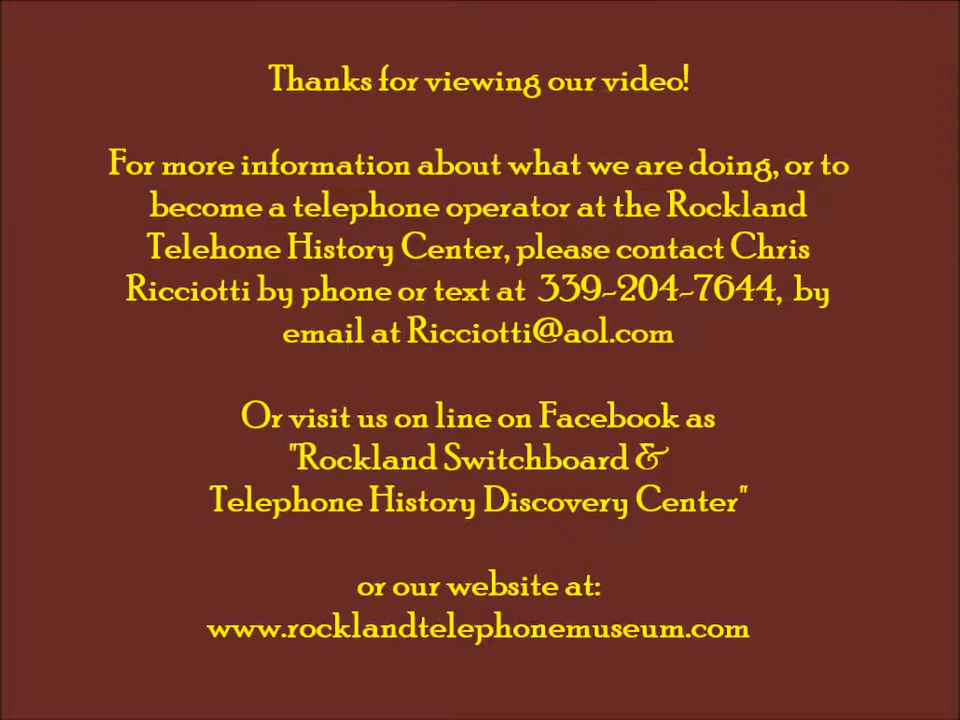 Thanks for viewing our video!
For more information about what we are doing, or to
become a telephone operator at the Rockland
Telehone History Center, please contact Chris
Ricciotti by phone or text at 339-204-7644, by
email at Ricciotti@aol.com
Or visit us on line on Facebook as
"Rockland Switchboard &
Telephone History Discovery Center"
or our website at:
www.rocklandtelephonemuseum.com